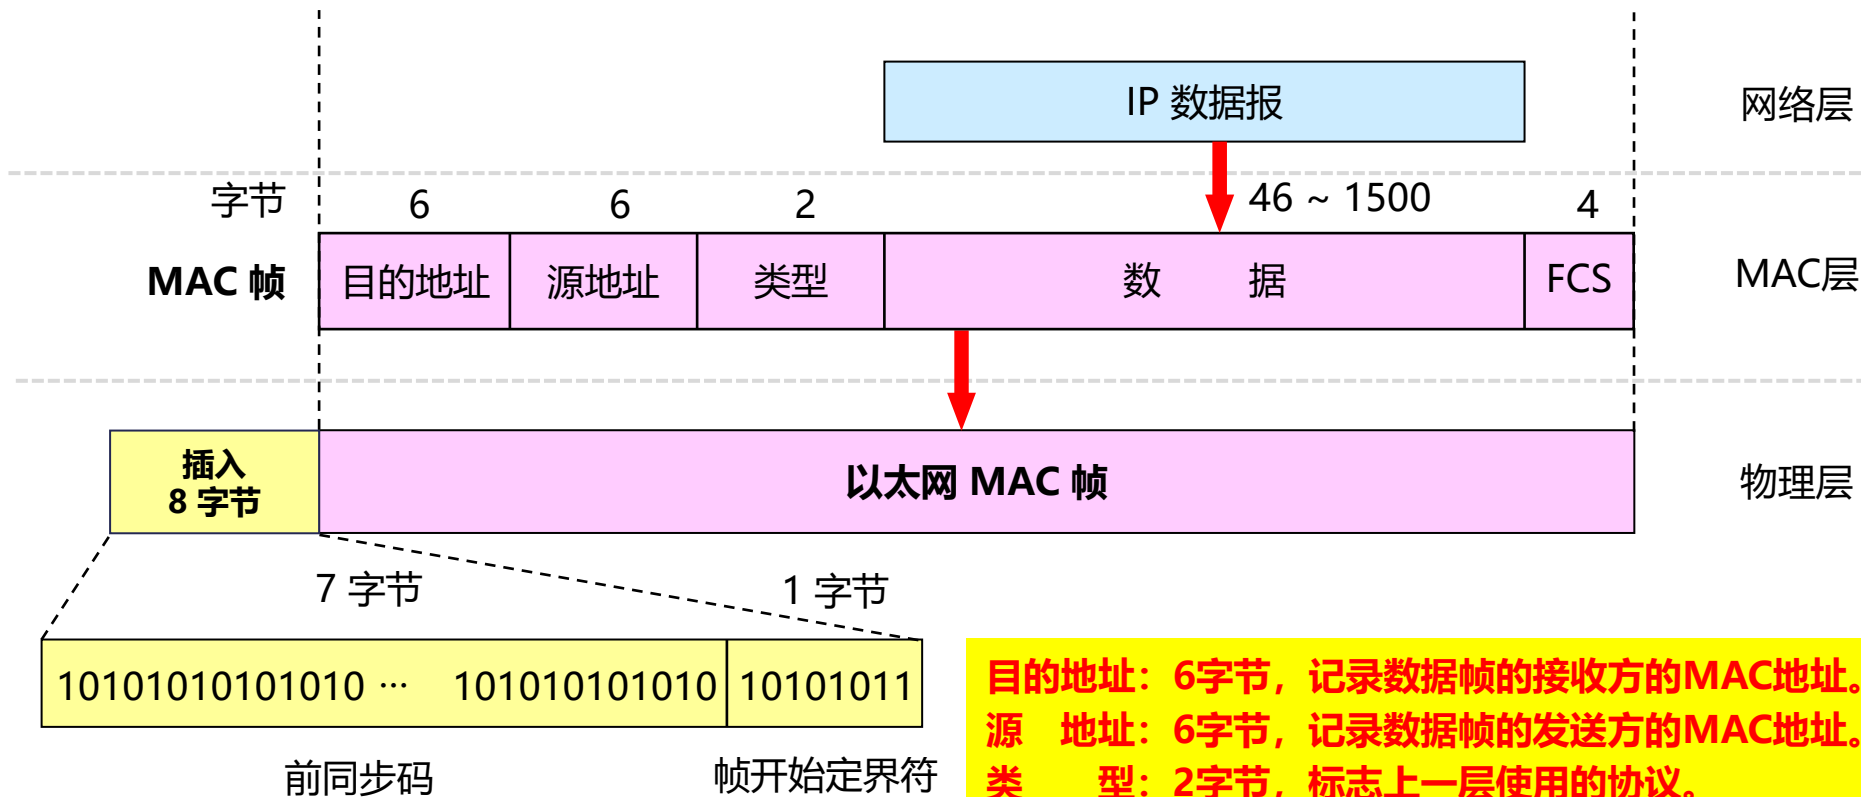 IP 数据报
网络层
字节
6
6
2
46 ~ 1500
4
MAC 帧
目的地址
源地址
类型
数 据
FCS
MAC层
插入
8 字节
以太网 MAC 帧
物理层
7 字节
1 字节
10101010101010 ··· 101010101010
10101011
前同步码
帧开始定界符
目的地址：6字节，记录数据帧的接收方的MAC地址。
源 地址：6字节，记录数据帧的发送方的MAC地址。
类 型：2字节，标志上一层使用的协议。